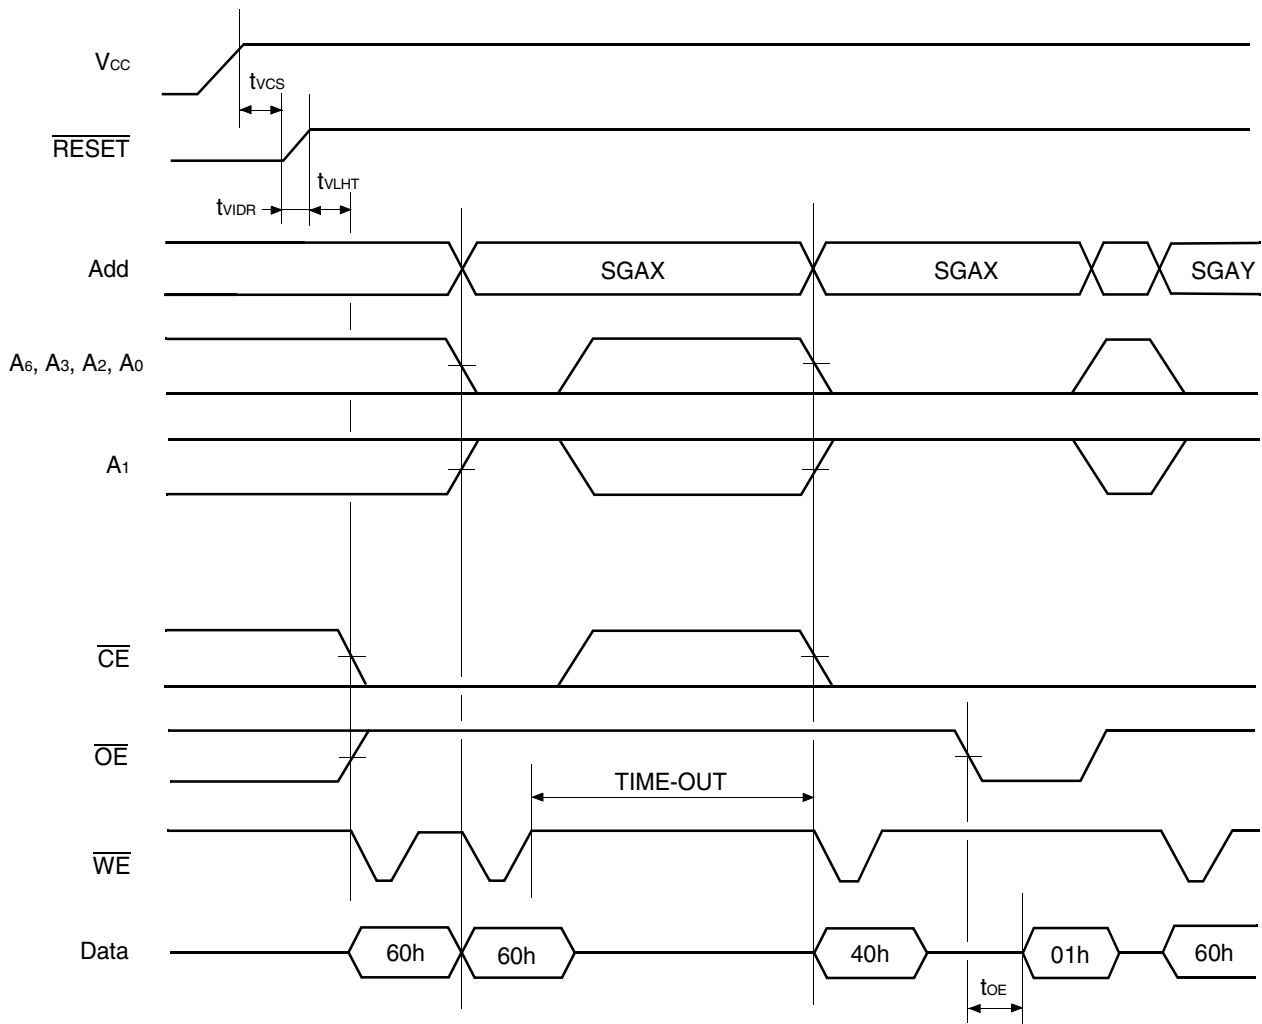 VCC
tVCS
RESET
tVLHT
tVIDR
Add
SGAX
SGAX
SGAY
A6, A3, A2, A0
A1
CE
OE
TIME-OUT
WE
Data
60h
60h
40h
01h
60h
tOE